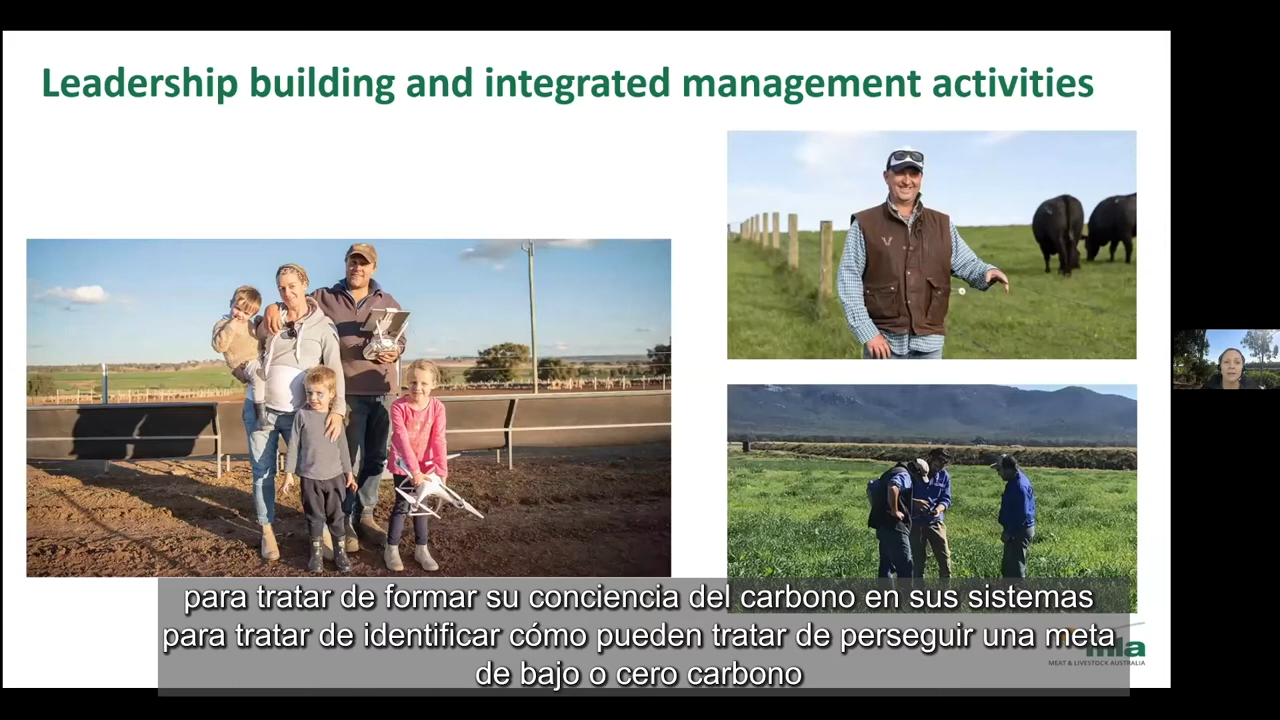 Leadership building and integrated management activities
para tratar de formar su conciencia del carbono en sus sistemas
para tratar de identificar cómo pueden tratar de perseguir una meta
de bajo o cero carbono
mla
MEAT & LIVESTOCK AUSTRALIA